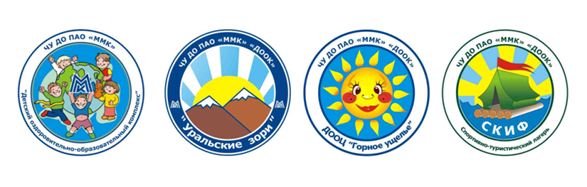 ЧУ ДО ПАО «ММК»
"Детский оздоровительно-образовательный комплекс"
ЧУ ДО ПАО «ММК» «ДООК»
"Уральские зори"
ЧУ ДО ПАО «ММК» «ДООК»
ДООЦ "Горное ущелье"
ЧУ ДО ПАО «ММК» «ДООК»
СКИФ
Спортивно-туристический лагерь